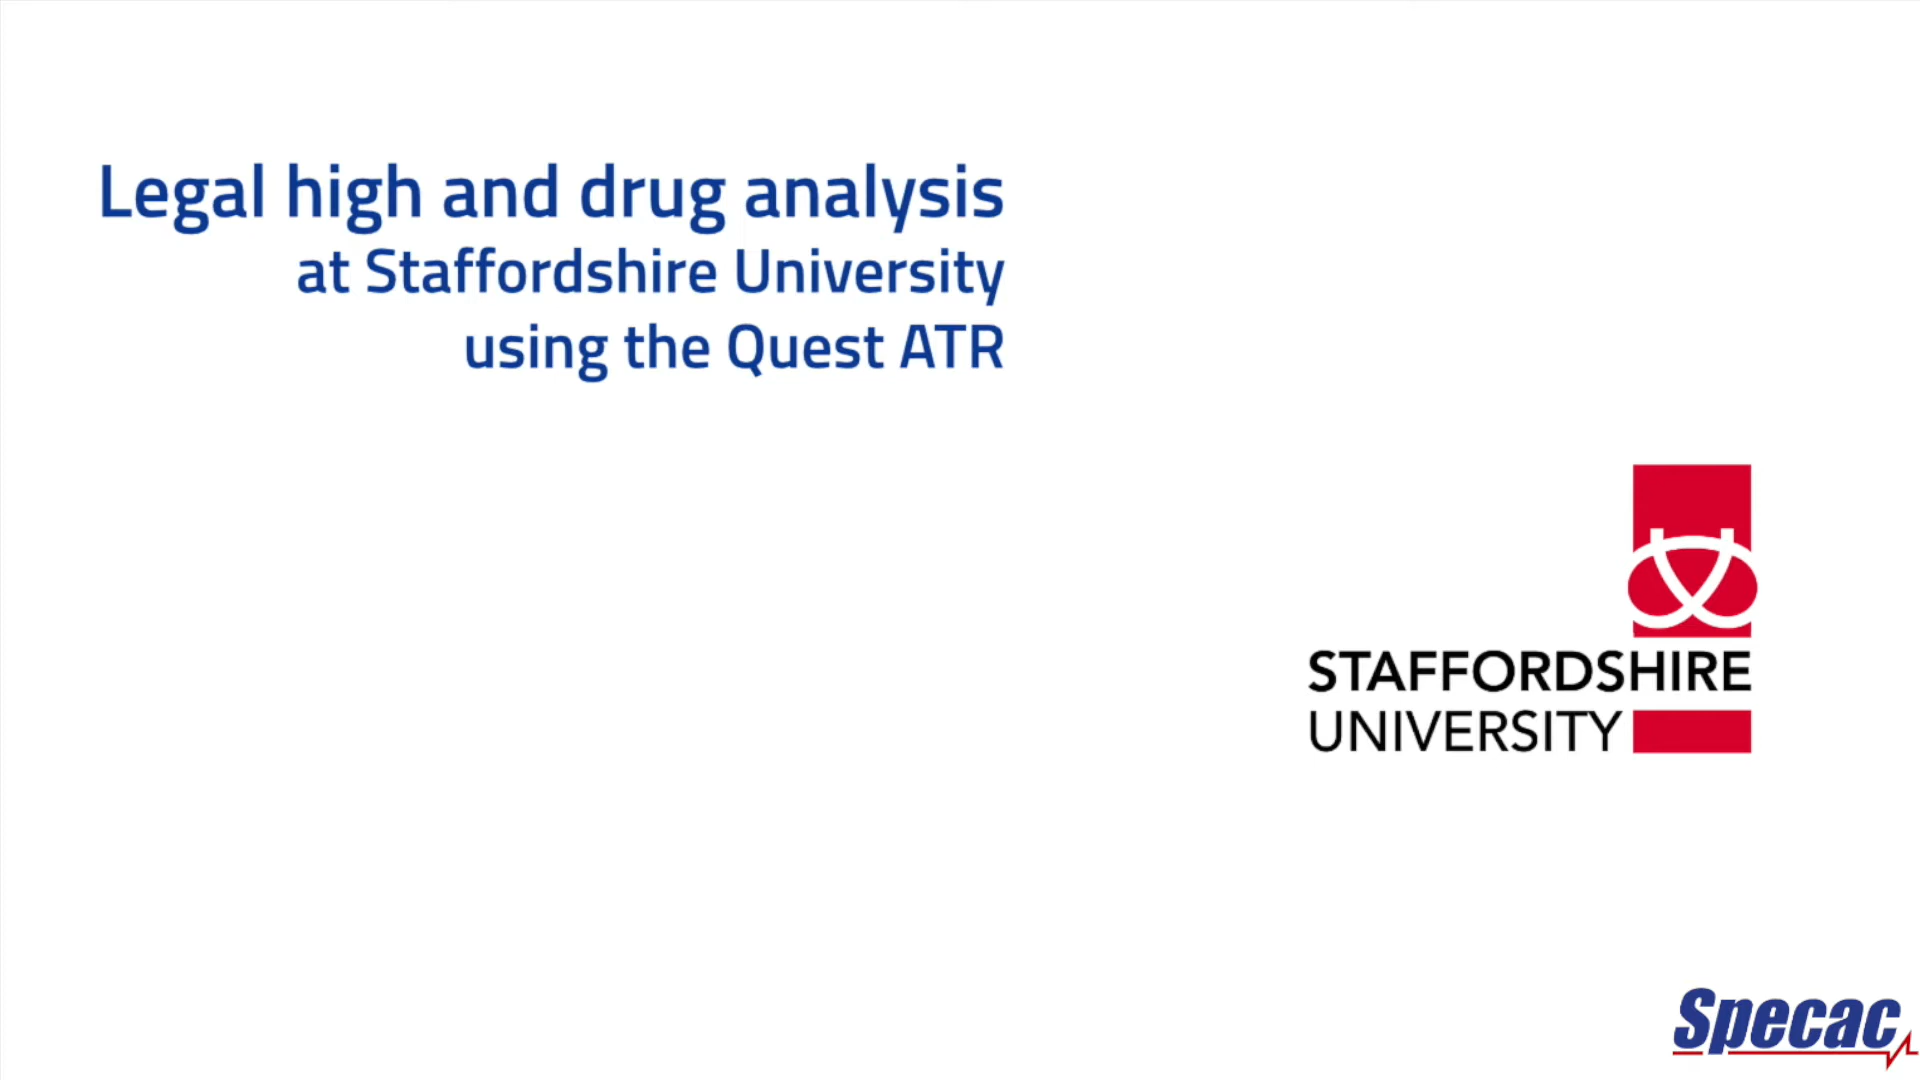 Legal high and drug analysis
at Staffordshire University
using the Quest ATR
STAFFORDSHIRE
UNIVERSITY
Specac